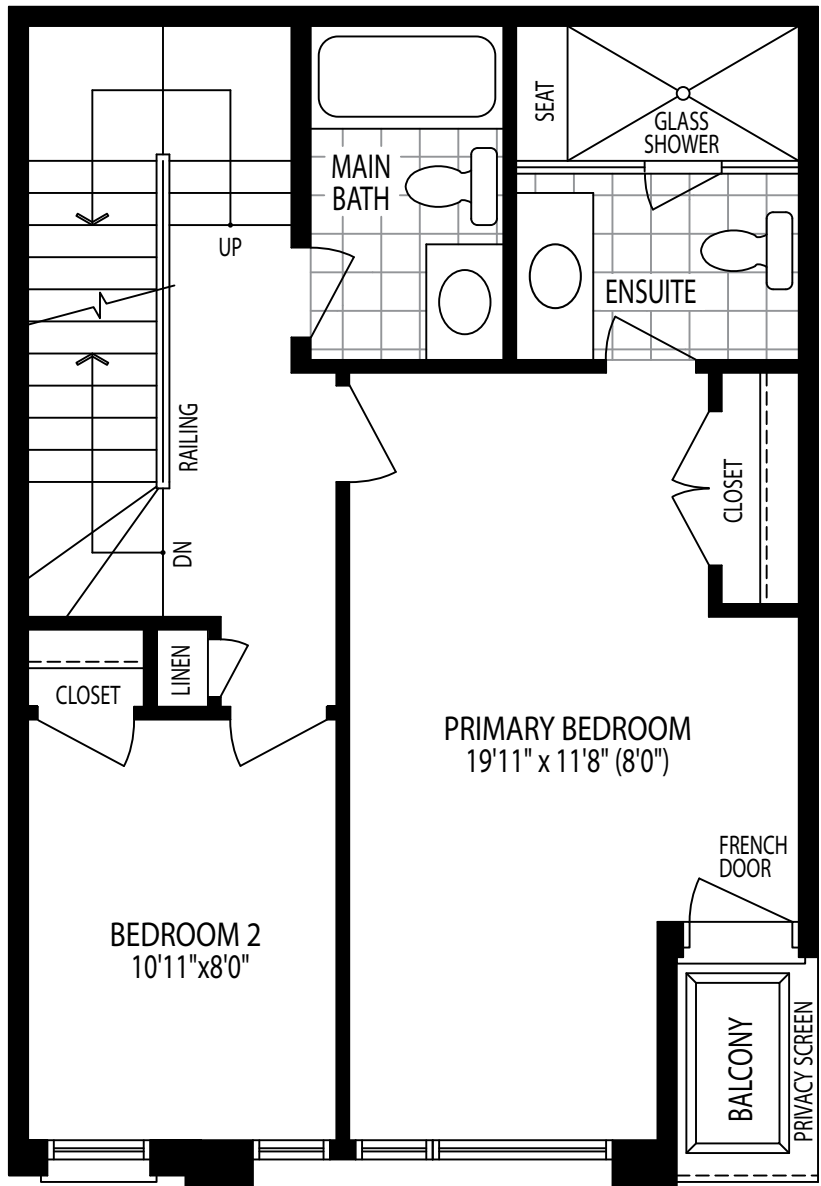 SEAT
GLASS
SHOWER
MAIN
BATH
UP
ENSUITE
RAILING
CLOSET
DN
LINEN
CLOSET
PRIMARY BEDROOM
19'11" x 11'8" (8'0")
FRENCH
DOOR
BEDROOM 2
10'11"x8'0"
BALCONY
PRIVACY SCREEN